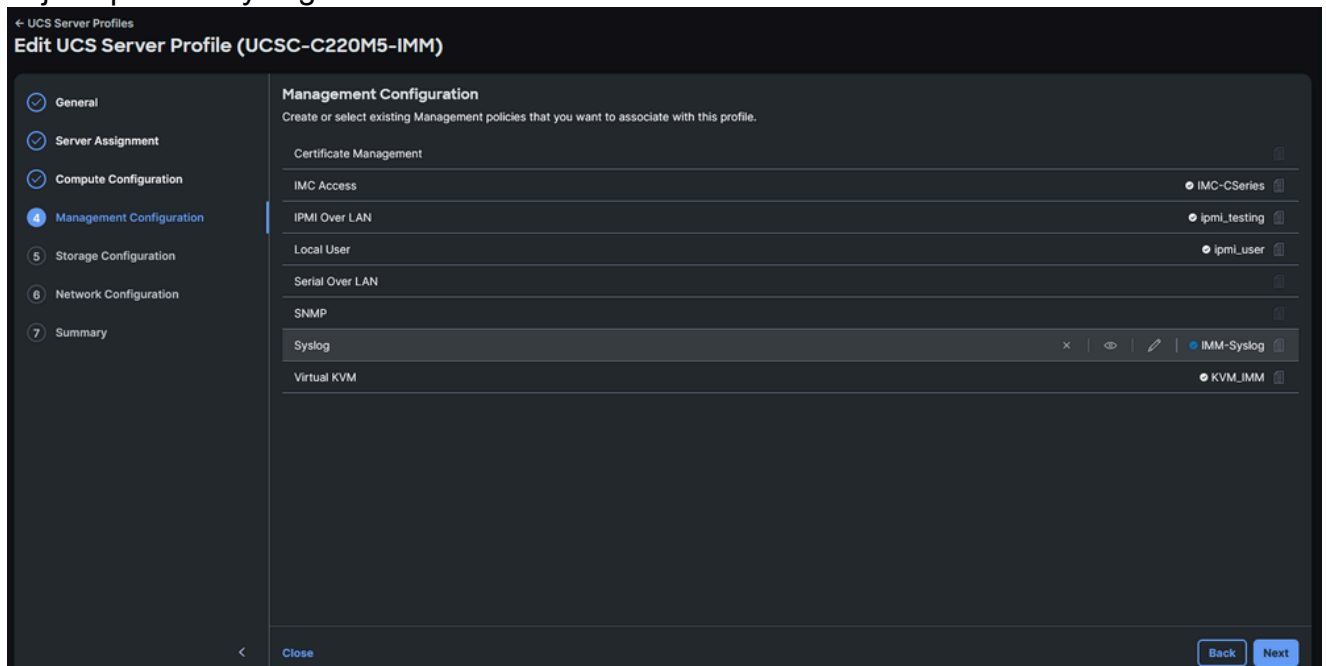 ← UCS Server Profiles
Edit UCS Server Profile (UCSC-C220M5-IMM)
General
Server Assignment
Compute Configuration
4 Management Configuration
5 Storage Configuration
6 Network Configuration
7 Summary
Management Configuration
Create or select existing Management policies that you want to associate with this profile.
Certificate Management
IMC Access IMC-CSeries
IPMI Over LAN ipmi_testing
Local User ipmi_user
Serial Over LAN
SNMP
Syslog IMM-Syslog
Virtual KVM KVM_IMM
Close Back Next